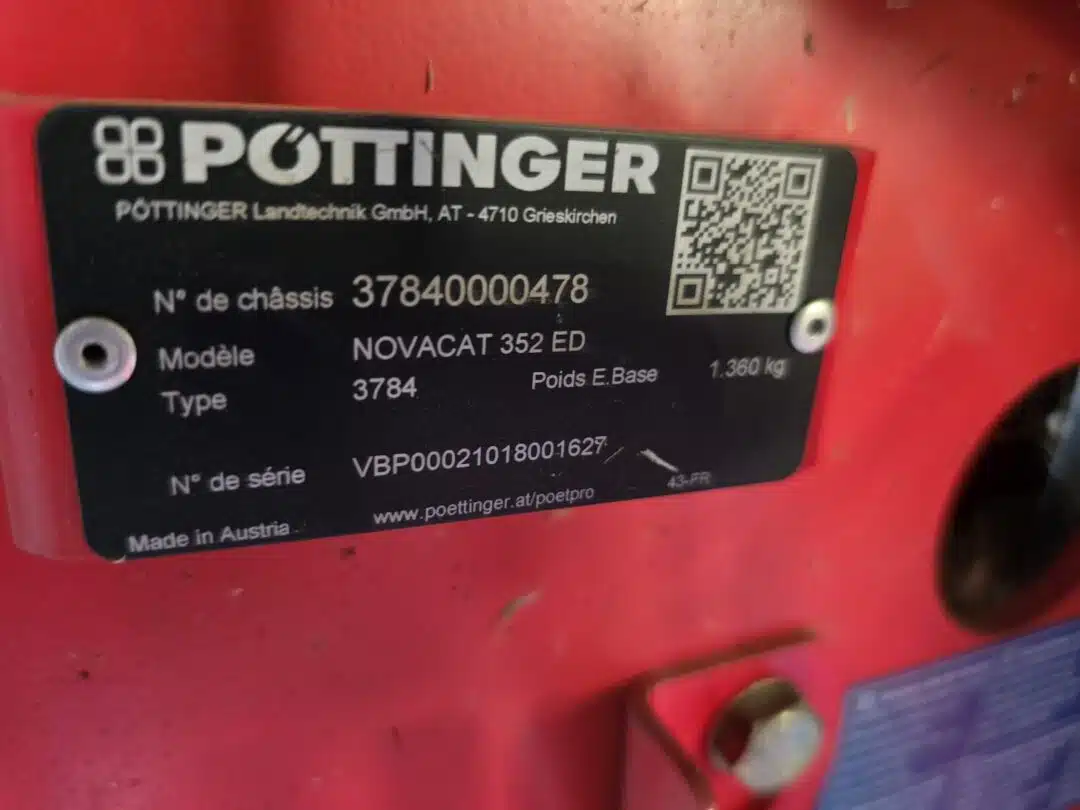 PÖTTINGER
PÖTTINGER Landtechnik GmbH, AT - 4710 Grieskirchen
N° de châssis 37840000478
Modèle NOVACAT 352 ED
Type 3784 Poids E.Base 1.360 kg
N° de série VBP00021018001627
www.poettinger.at/poetpro 43-FR
Made in Austria